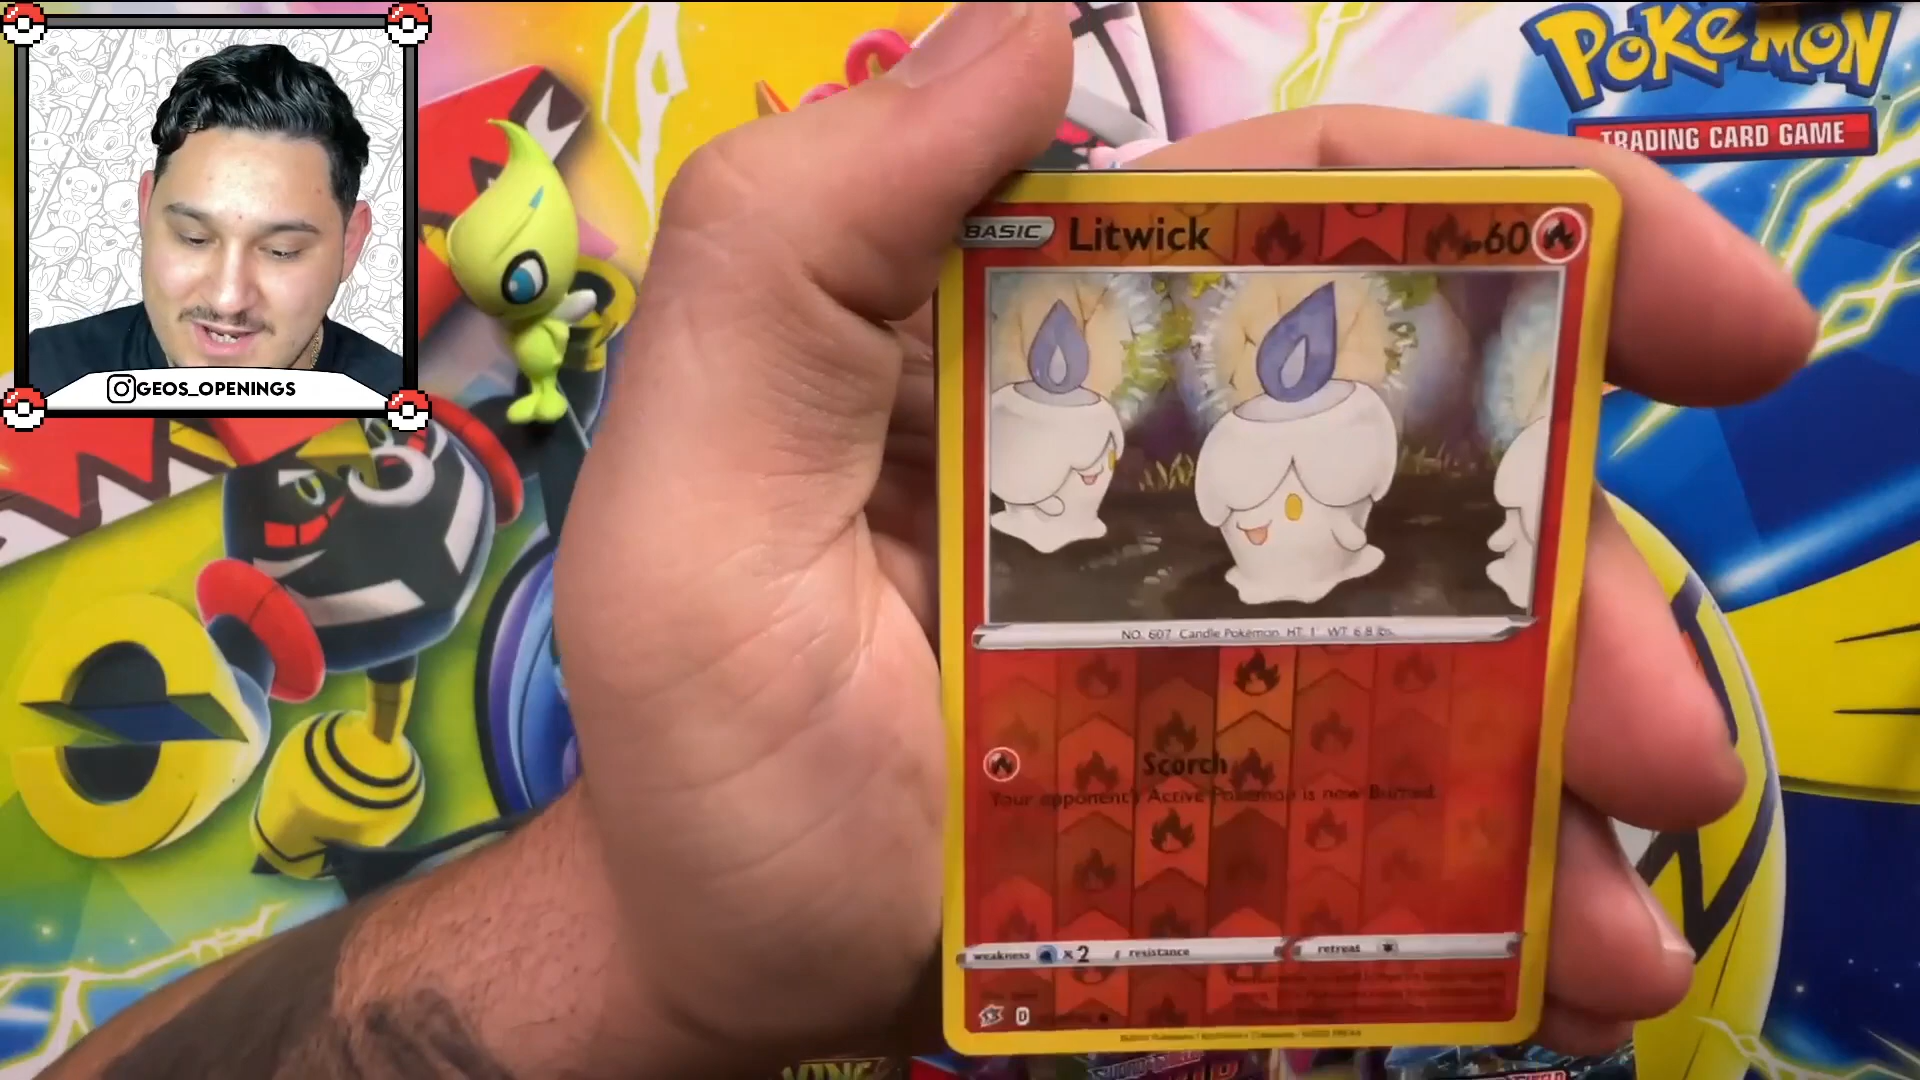 GEOS_OPENINGS
POKéMON
TRADING CARD GAME
BASIC Litwick 60
NO. 607 Candle Pokémon HT 1' WT 6.8 lbs.
Scorch
Your opponent's Active Pokémon is now Burned.
weakness x2 resistance retreat
D